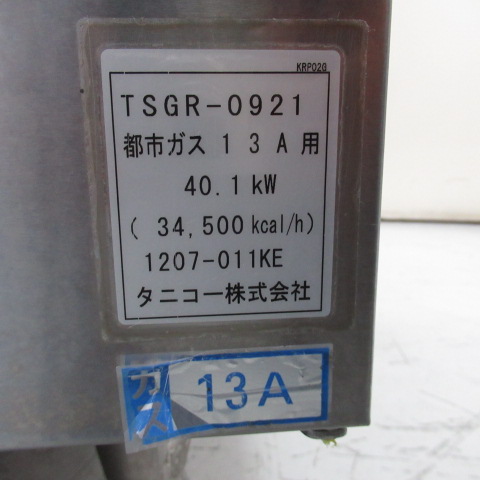 KRP02G
TSGR-0921
都市ガス13A用
40.1kW
(34,500kcal/h)
1207-011KE
タニコー株式会社
ガス 13A